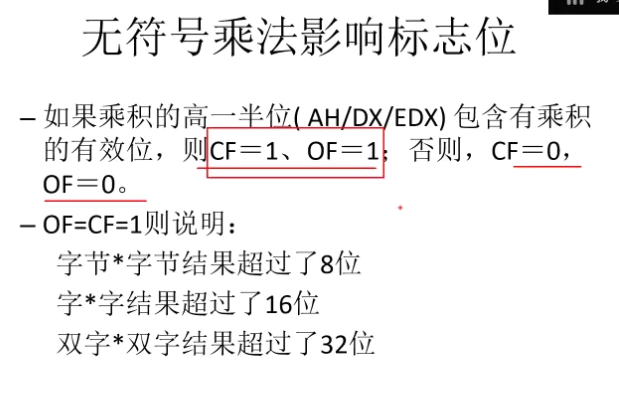 无符号乘法影响标志位
– 如果乘积的高一半位( AH/DX/EDX) 包含有乘积
的有效位，则CF＝1、OF＝1；否则，CF＝0，
OF＝0。
– OF=CF=1则说明：
字节*字节结果超过了8位
字*字结果超过了16位
双字*双字结果超过了32位